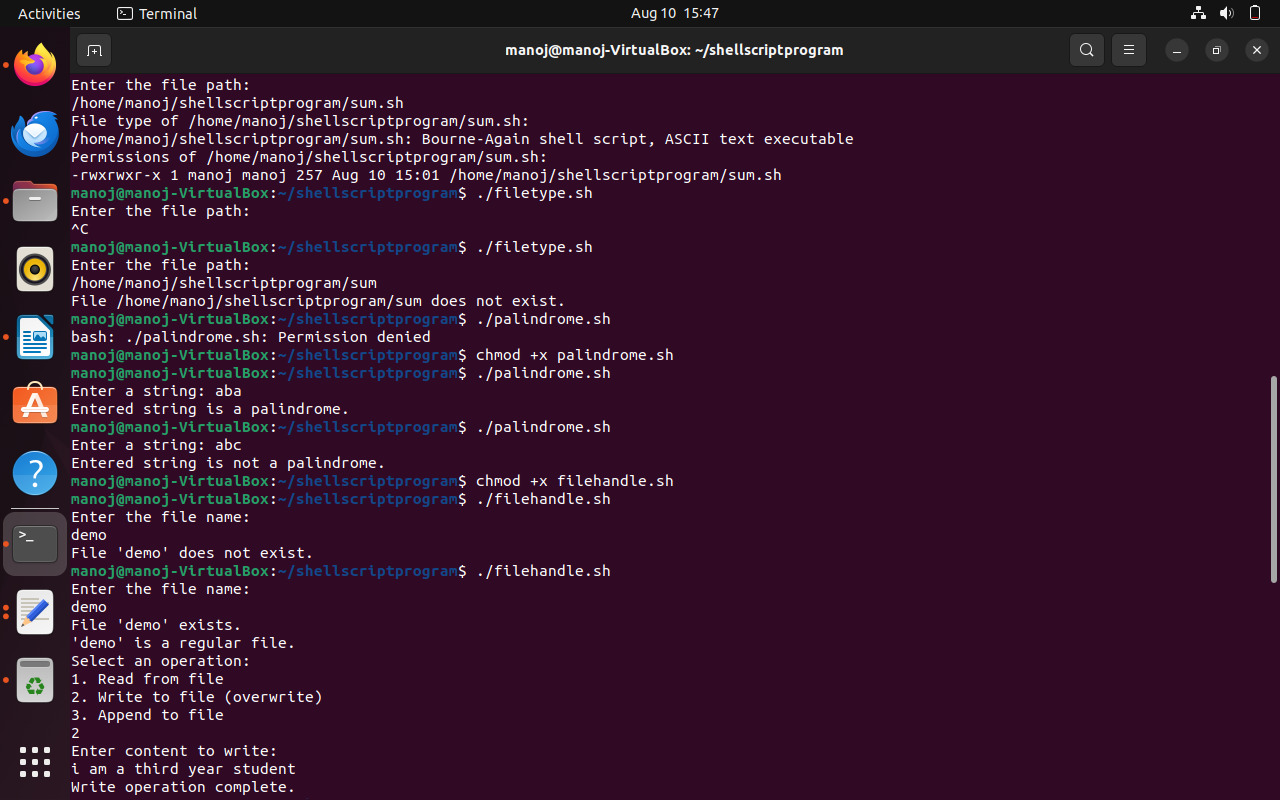 Activities
Terminal
Aug 10 15:47
manoj@manoj-VirtualBox: ~/shellscriptprogram
Enter the file path:
/home/manoj/shellscriptprogram/sum.sh
File type of /home/manoj/shellscriptprogram/sum.sh:
/home/manoj/shellscriptprogram/sum.sh: Bourne-Again shell script, ASCII text executable
Permissions of /home/manoj/shellscriptprogram/sum.sh:
-rwxrwxr-x 1 manoj manoj 257 Aug 10 15:01 /home/manoj/shellscriptprogram/sum.sh
manoj@manoj-VirtualBox:~/shellscriptprogram$ ./filetype.sh
Enter the file path:
^C
manoj@manoj-VirtualBox:~/shellscriptprogram$ ./filetype.sh
Enter the file path:
/home/manoj/shellscriptprogram/sum
File /home/manoj/shellscriptprogram/sum does not exist.
manoj@manoj-VirtualBox:~/shellscriptprogram$ ./palindrome.sh
bash: ./palindrome.sh: Permission denied
manoj@manoj-VirtualBox:~/shellscriptprogram$ chmod +x palindrome.sh
manoj@manoj-VirtualBox:~/shellscriptprogram$ ./palindrome.sh
Enter a string: aba
Entered string is a palindrome.
manoj@manoj-VirtualBox:~/shellscriptprogram$ ./palindrome.sh
Enter a string: abc
Entered string is not a palindrome.
manoj@manoj-VirtualBox:~/shellscriptprogram$ chmod +x filehandle.sh
manoj@manoj-VirtualBox:~/shellscriptprogram$ ./filehandle.sh
Enter the file name:
demo
File 'demo' does not exist.
manoj@manoj-VirtualBox:~/shellscriptprogram$ ./filehandle.sh
Enter the file name:
demo
File 'demo' exists.
'demo' is a regular file.
Select an operation:
1. Read from file
2. Write to file (overwrite)
3. Append to file
2
Enter content to write:
i am a third year student
Write operation complete.